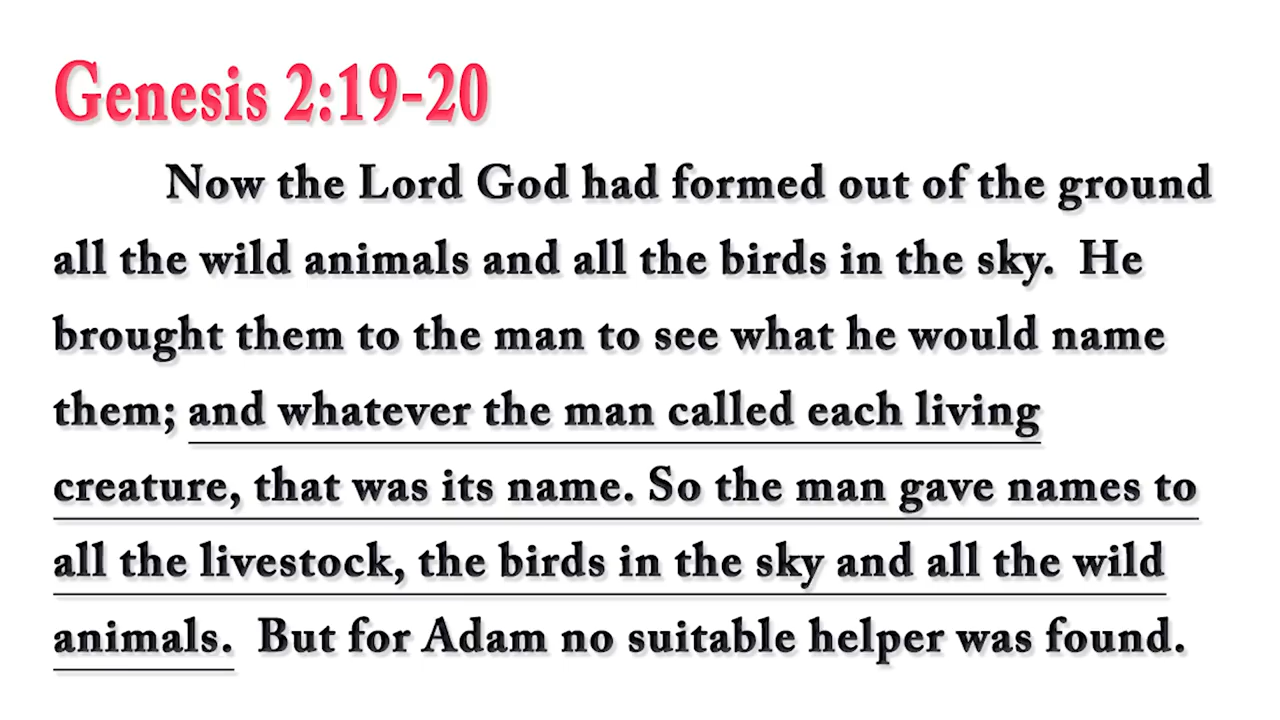 Genesis 2:19-20
Now the Lord God had formed out of the ground
all the wild animals and all the birds in the sky.  He
brought them to the man to see what he would name
them; and whatever the man called each living
creature, that was its name. So the man gave names to
all the livestock, the birds in the sky and all the wild
animals.  But for Adam no suitable helper was found.